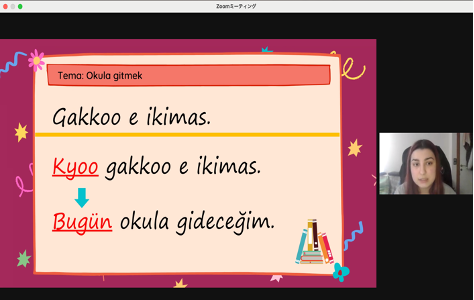 Zoomミーティング
Tema: Okula gitmek
Gakkoo e ikimas.
Kyoo gakkoo e ikimas.
Bugün okula gideceğim.